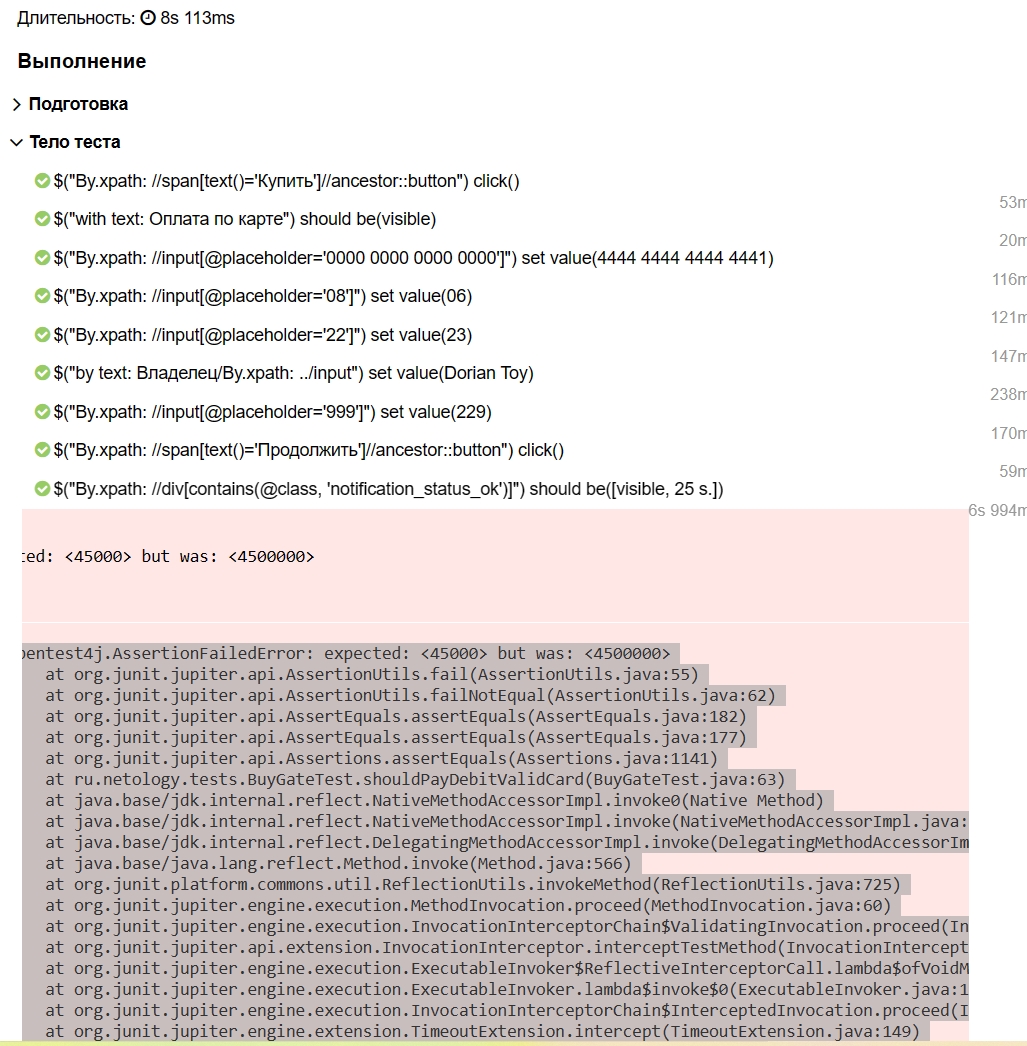 Длительность: 8s 113ms
Выполнение
Подготовка
Тело теста
$("By.xpath: //span[text()='Купить']//ancestor::button") click()
53m
$("with text: Оплата по карте") should be(visible)
20m
$("By.xpath: //input[@placeholder='0000 0000 0000 0000']") set value(4444 4444 4444 4441)
116m
$("By.xpath: //input[@placeholder='08']") set value(06)
121m
$("By.xpath: //input[@placeholder='22']") set value(23)
147m
$("by text: Владелец/By.xpath: ../input") set value(Dorian Toy)
238m
$("By.xpath: //input[@placeholder='999']") set value(229)
170m
$("By.xpath: //span[text()='Продолжить']//ancestor::button") click()
59m
$("By.xpath: //div[contains(@class, 'notification_status_ok')]") should be([visible, 25 s.])
6s 994m
ted: <45000> but was: <4500000>
pentest4j.AssertionFailedError: expected: <45000> but was: <4500000>
at org.junit.jupiter.api.AssertionUtils.fail(AssertionUtils.java:55)
at org.junit.jupiter.api.AssertionUtils.failNotEqual(AssertionUtils.java:62)
at org.junit.jupiter.api.AssertEquals.assertEquals(AssertEquals.java:182)
at org.junit.jupiter.api.AssertEquals.assertEquals(AssertEquals.java:177)
at org.junit.jupiter.api.Assertions.assertEquals(Assertions.java:1141)
at ru.netology.tests.BuyGateTest.shouldPayDebitValidCard(BuyGateTest.java:63)
at java.base/jdk.internal.reflect.NativeMethodAccessorImpl.invoke0(Native Method)
at java.base/jdk.internal.reflect.NativeMethodAccessorImpl.invoke(NativeMethodAccessorImpl.java:
at java.base/jdk.internal.reflect.DelegatingMethodAccessorImpl.invoke(DelegatingMethodAccessorIm
at java.base/java.lang.reflect.Method.invoke(Method.java:566)
at org.junit.platform.commons.util.ReflectionUtils.invokeMethod(ReflectionUtils.java:725)
at org.junit.jupiter.engine.execution.MethodInvocation.proceed(MethodInvocation.java:60)
at org.junit.jupiter.engine.execution.InvocationInterceptorChain$ValidatingInvocation.proceed(In
at org.junit.jupiter.api.extension.InvocationInterceptor.interceptTestMethod(InvocationIntercept
at org.junit.jupiter.engine.execution.ExecutableInvoker$ReflectiveInterceptorCall.lambda$ofVoidM
at org.junit.jupiter.engine.execution.ExecutableInvoker.lambda$invoke$0(ExecutableInvoker.java:1
at org.junit.jupiter.engine.execution.InvocationInterceptorChain$InterceptedInvocation.proceed(I
at org.junit.jupiter.engine.extension.TimeoutExtension.intercept(TimeoutExtension.java:149)